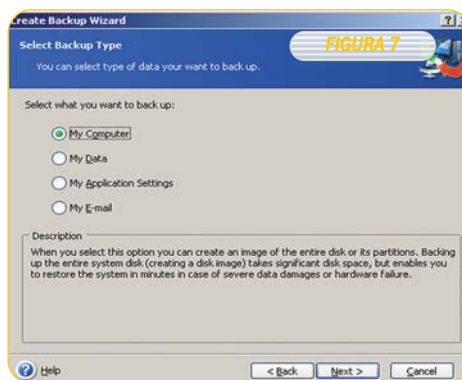 Create Backup Wizard
FIGURA 7
Select Backup Type
You can select type of data your want to back up.
Select what you want to back up:
My Computer
My Data
My Application Settings
My E-mail
Description
When you select this option you can create an image of the entire disk or its partitions. Backing
up the entire system disk (creating a disk image) takes significant disk space, but enables you
to restore the system in minutes in case of severe data damages or hardware failure.
Help
< Back
Next >
Cancel